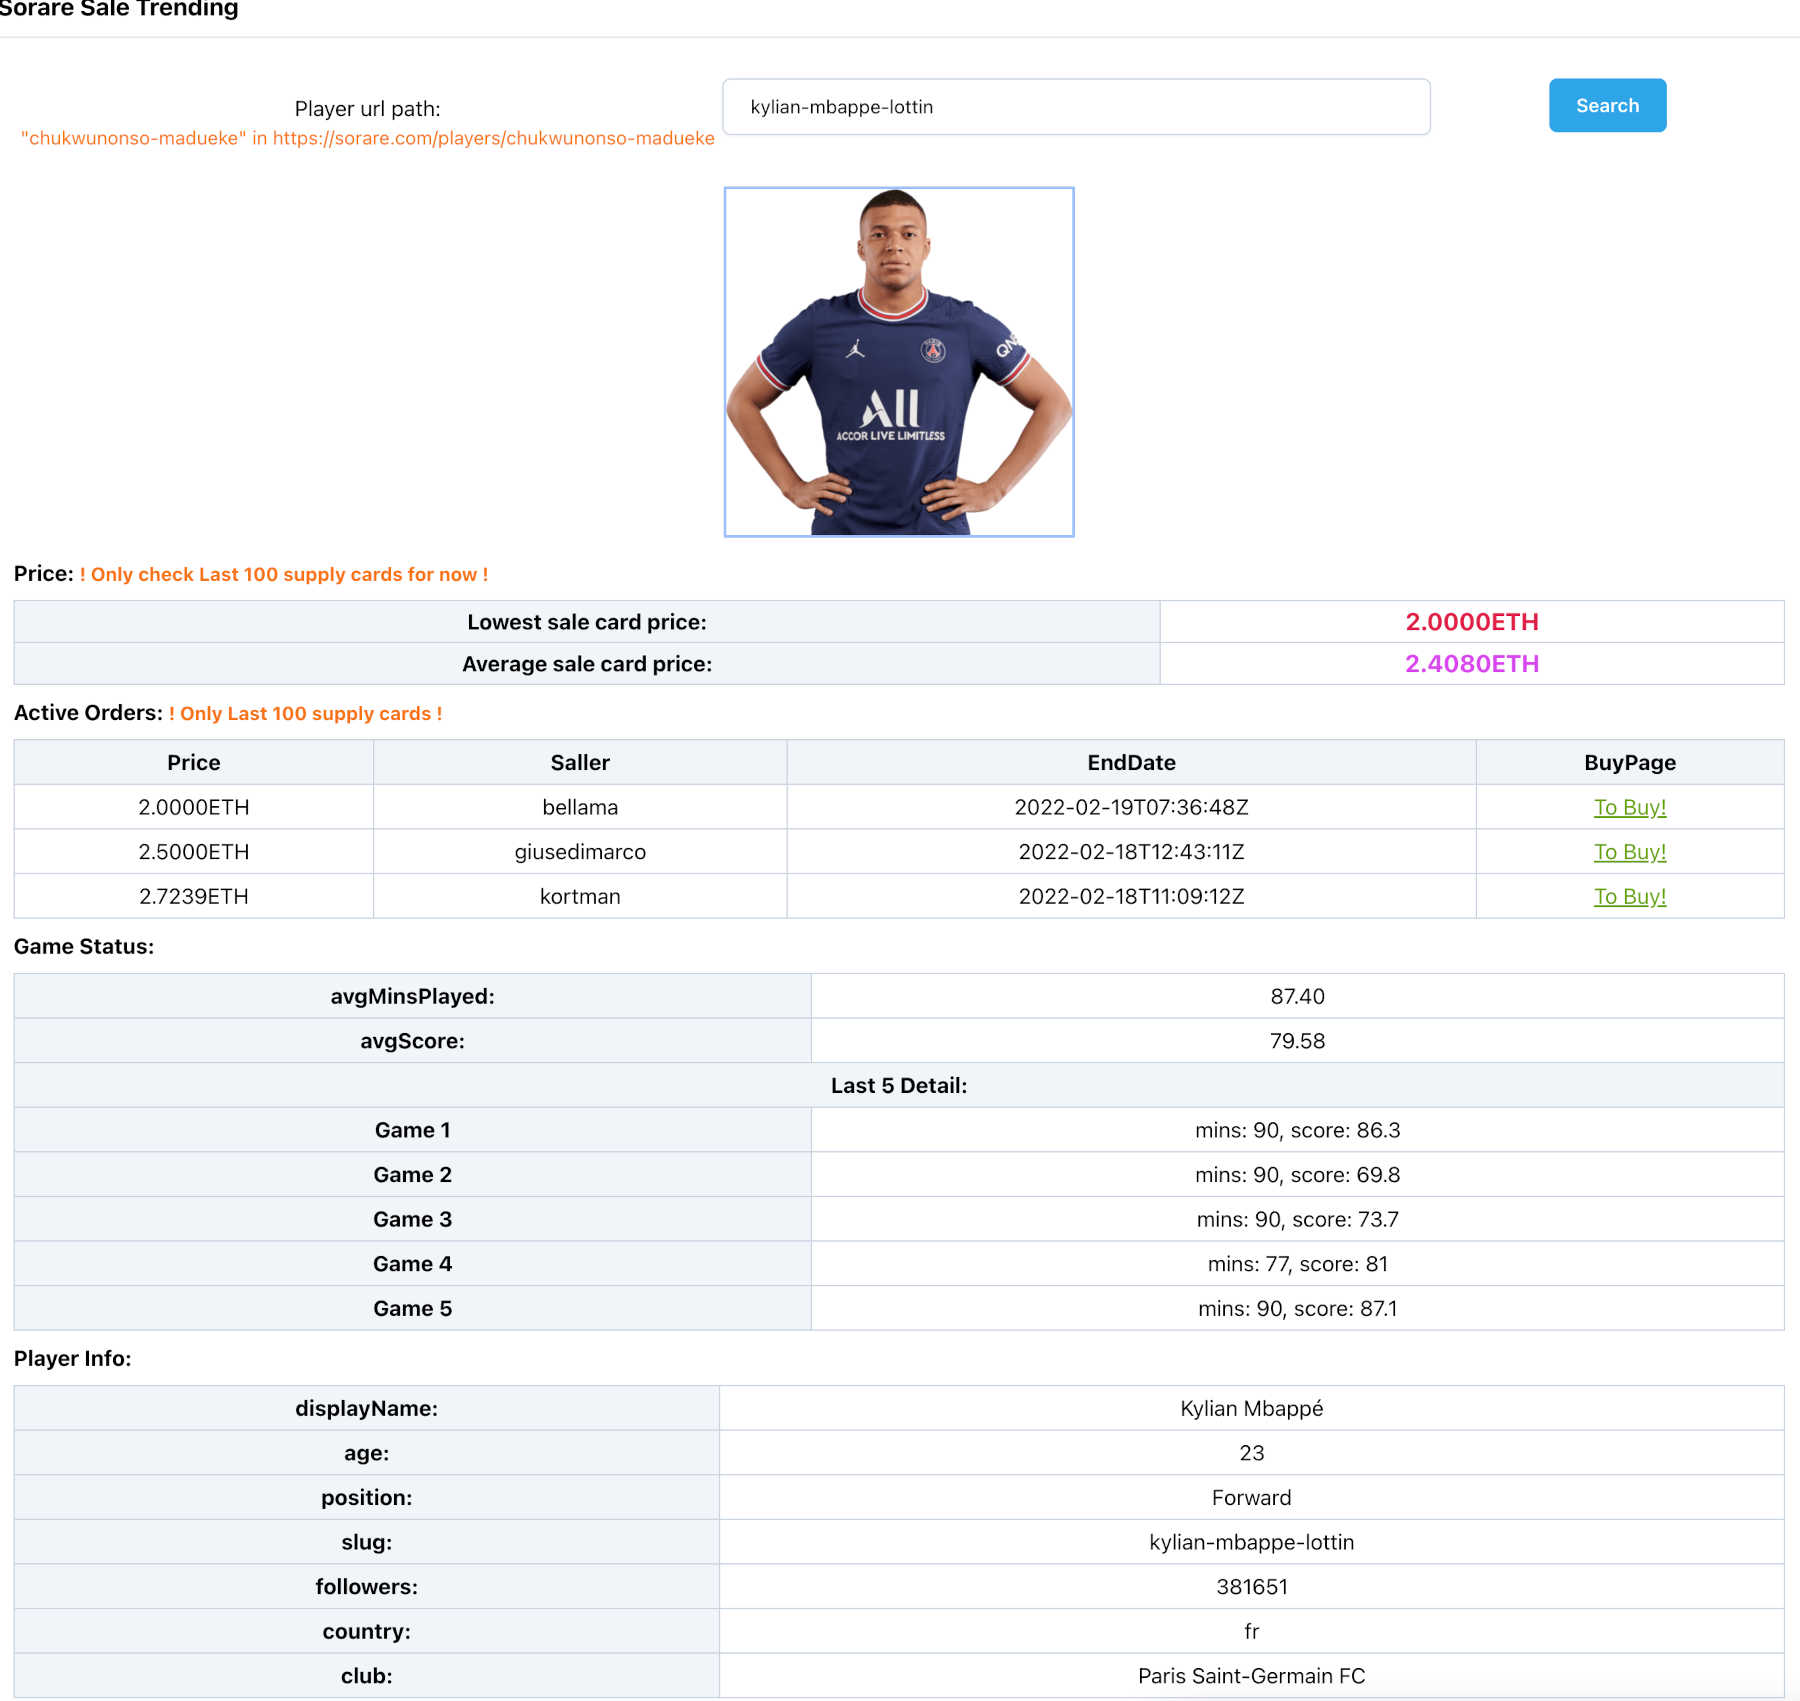 Sorare Sale Trending
Player url path:
"chukwunonso-madueke" in https://sorare.com/players/chukwunonso-madueke
kylian-mbappe-lottin
Search
QNB
PARIS
All
ACCOR LIVE LIMITLESS
Price: ! Only check Last 100 supply cards for now !
Lowest sale card price: 2.0000ETH
Average sale card price: 2.4080ETH
Active Orders: ! Only Last 100 supply cards !
Price Saller EndDate BuyPage
2.0000ETH bellama 2022-02-19T07:36:48Z To Buy!
2.5000ETH giusedimarco 2022-02-18T12:43:11Z To Buy!
2.7239ETH kortman 2022-02-18T11:09:12Z To Buy!
Game Status:
avgMinsPlayed: 87.40
avgScore: 79.58
Last 5 Detail:
Game 1 mins: 90, score: 86.3
Game 2 mins: 90, score: 69.8
Game 3 mins: 90, score: 73.7
Game 4 mins: 77, score: 81
Game 5 mins: 90, score: 87.1
Player Info:
displayName: Kylian Mbappé
age: 23
position: Forward
slug: kylian-mbappe-lottin
followers: 381651
country: fr
club: Paris Saint-Germain FC